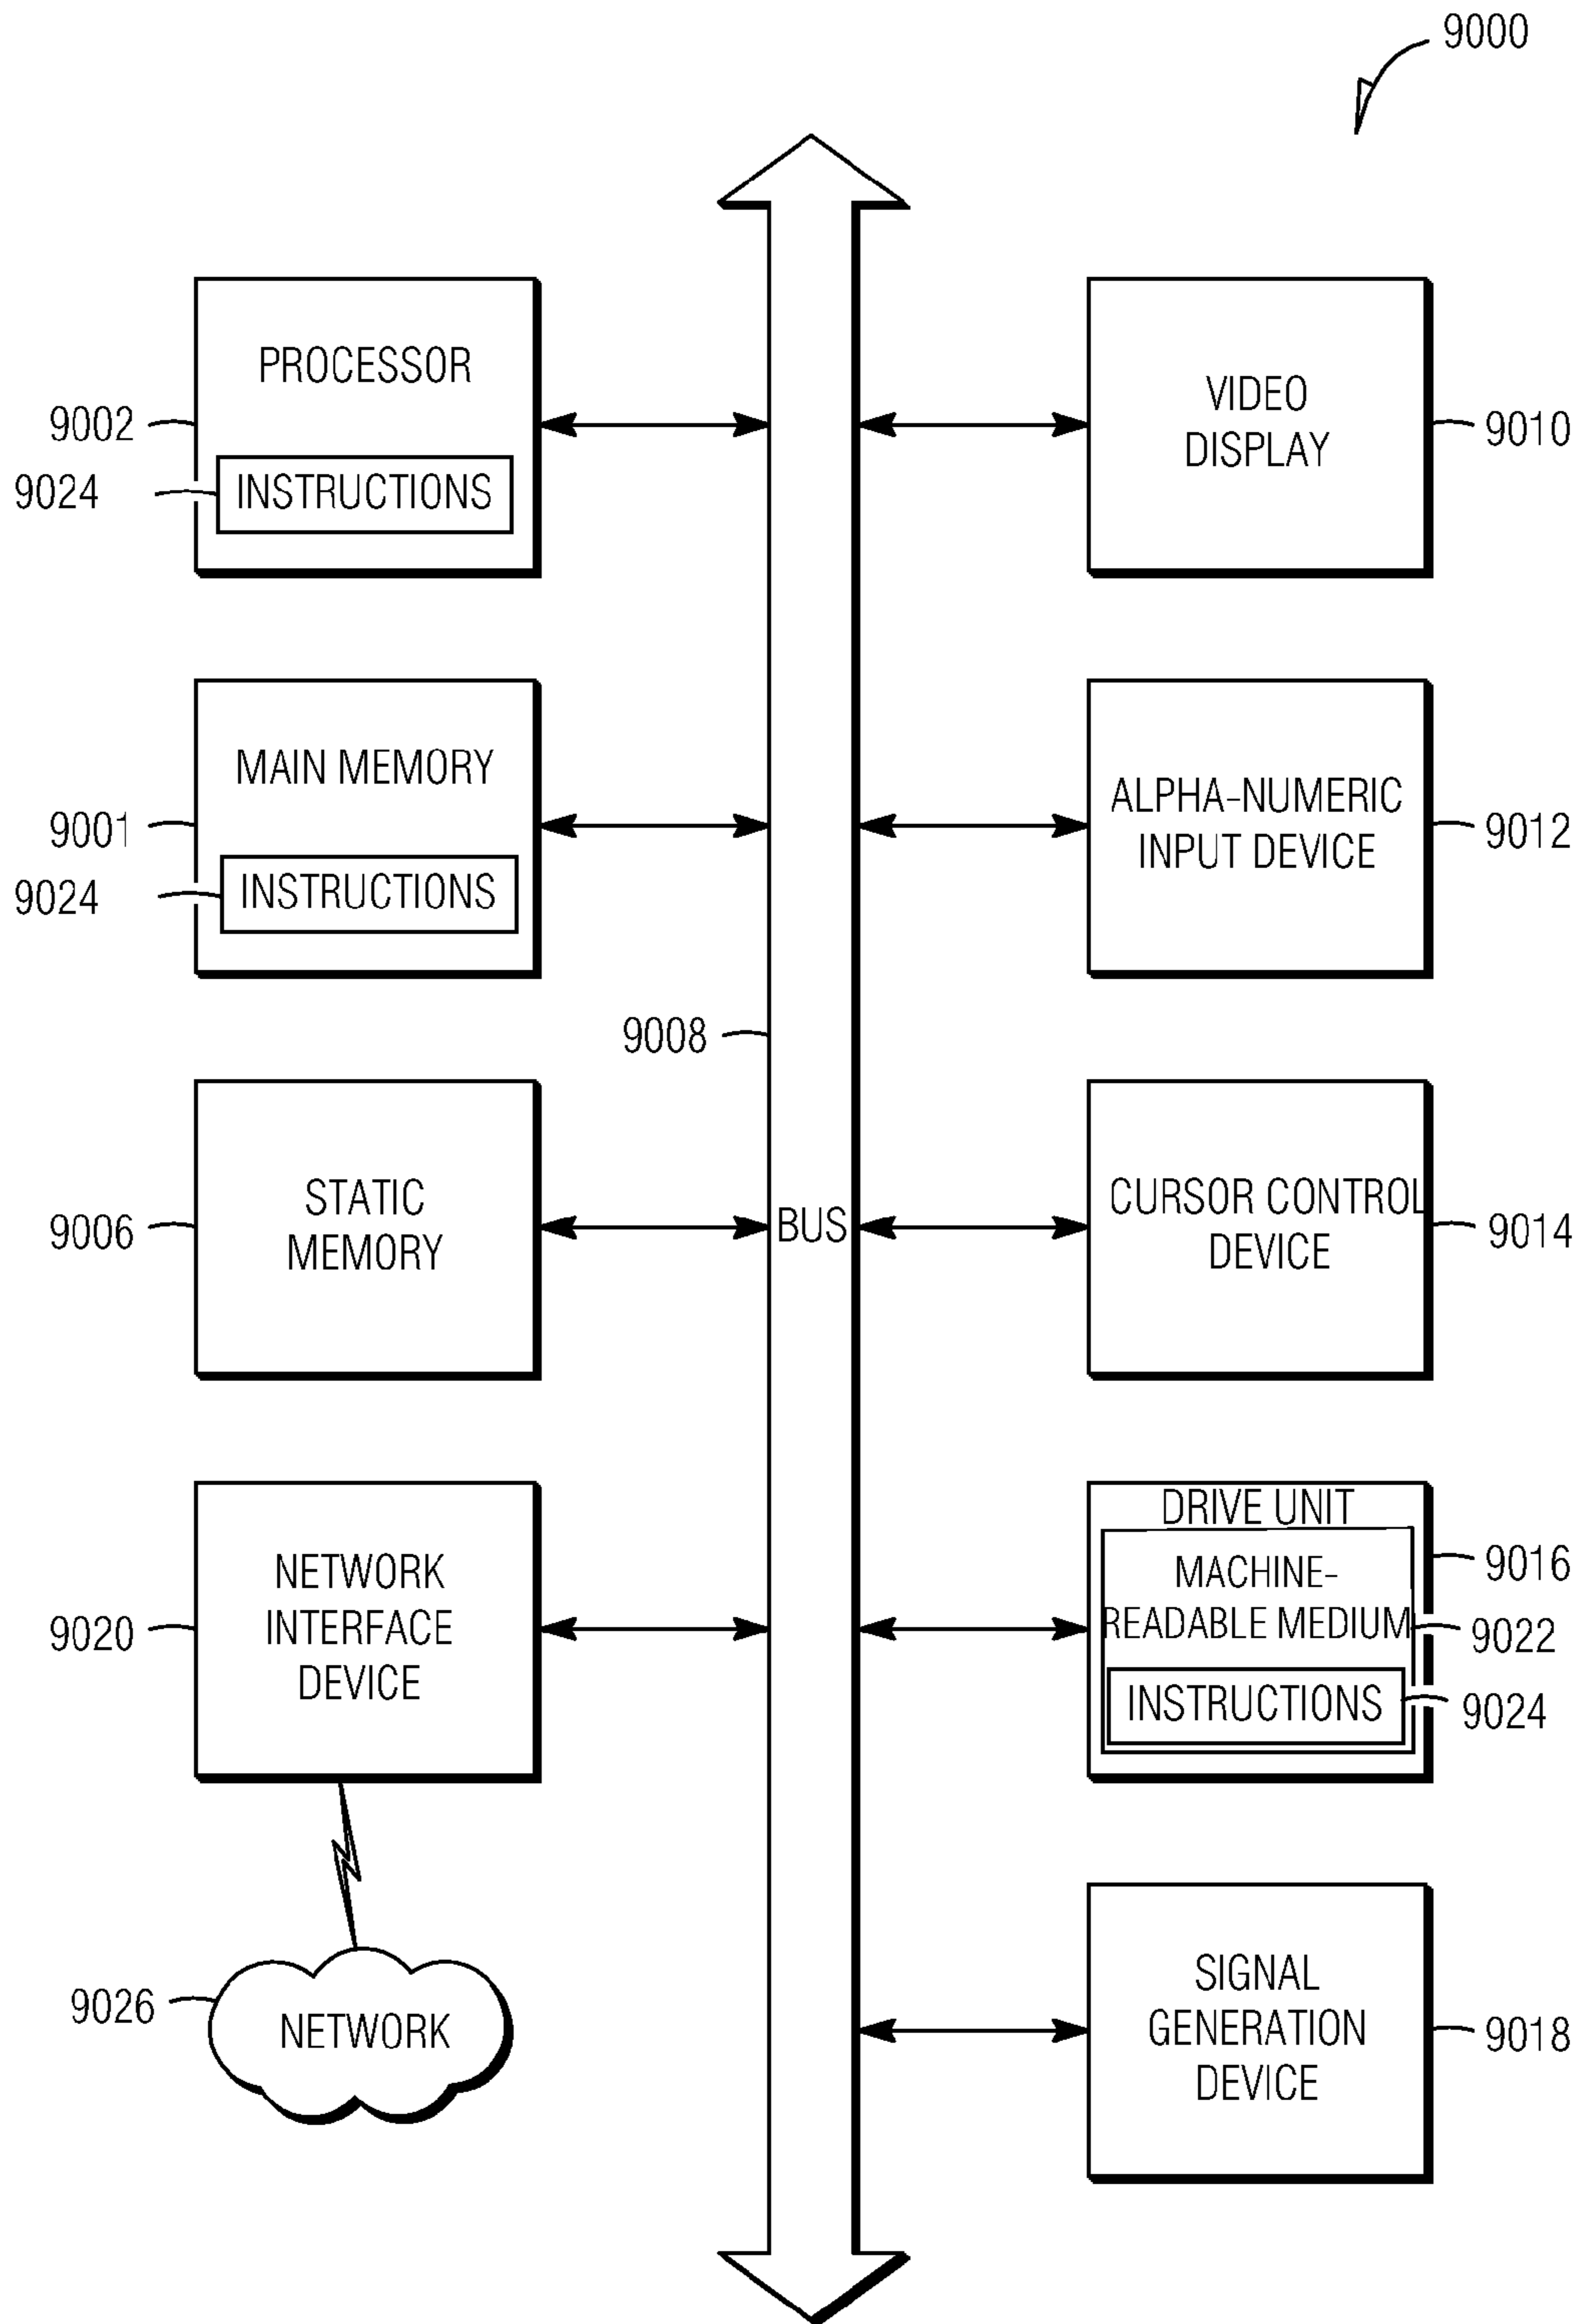 9000
PROCESSOR
9002
9024
INSTRUCTIONS
VIDEO
DISPLAY
9010
MAIN MEMORY
9001
9024
INSTRUCTIONS
ALPHA-NUMERIC
INPUT DEVICE
9012
9008
STATIC
MEMORY
9006
BUS
CURSOR CONTROL
DEVICE
9014
NETWORK
INTERFACE
DEVICE
9020
DRIVE UNIT
9016
MACHINE-
READABLE MEDIUM
9022
INSTRUCTIONS
9024
9026
NETWORK
SIGNAL
GENERATION
DEVICE
9018